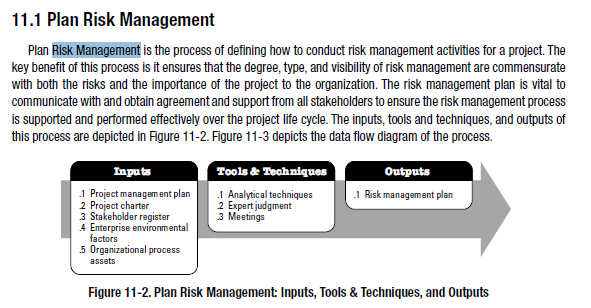 11.1 Plan Risk Management
Plan Risk Management is the process of defining how to conduct risk management activities for a project. The
key benefit of this process is it ensures that the degree, type, and visibility of risk management are commensurate
with both the risks and the importance of the project to the organization. The risk management plan is vital to
communicate with and obtain agreement and support from all stakeholders to ensure the risk management process
is supported and performed effectively over the project life cycle. The inputs, tools and techniques, and outputs of
this process are depicted in Figure 11-2. Figure 11-3 depicts the data flow diagram of the process.
Inputs
.1 Project management plan
.2 Project charter
.3 Stakeholder register
.4 Enterprise environmental
factors
.5 Organizational process
assets
Tools & Techniques
.1 Analytical techniques
.2 Expert judgment
.3 Meetings
Outputs
.1 Risk management plan
Figure 11-2. Plan Risk Management: Inputs, Tools & Techniques, and Outputs